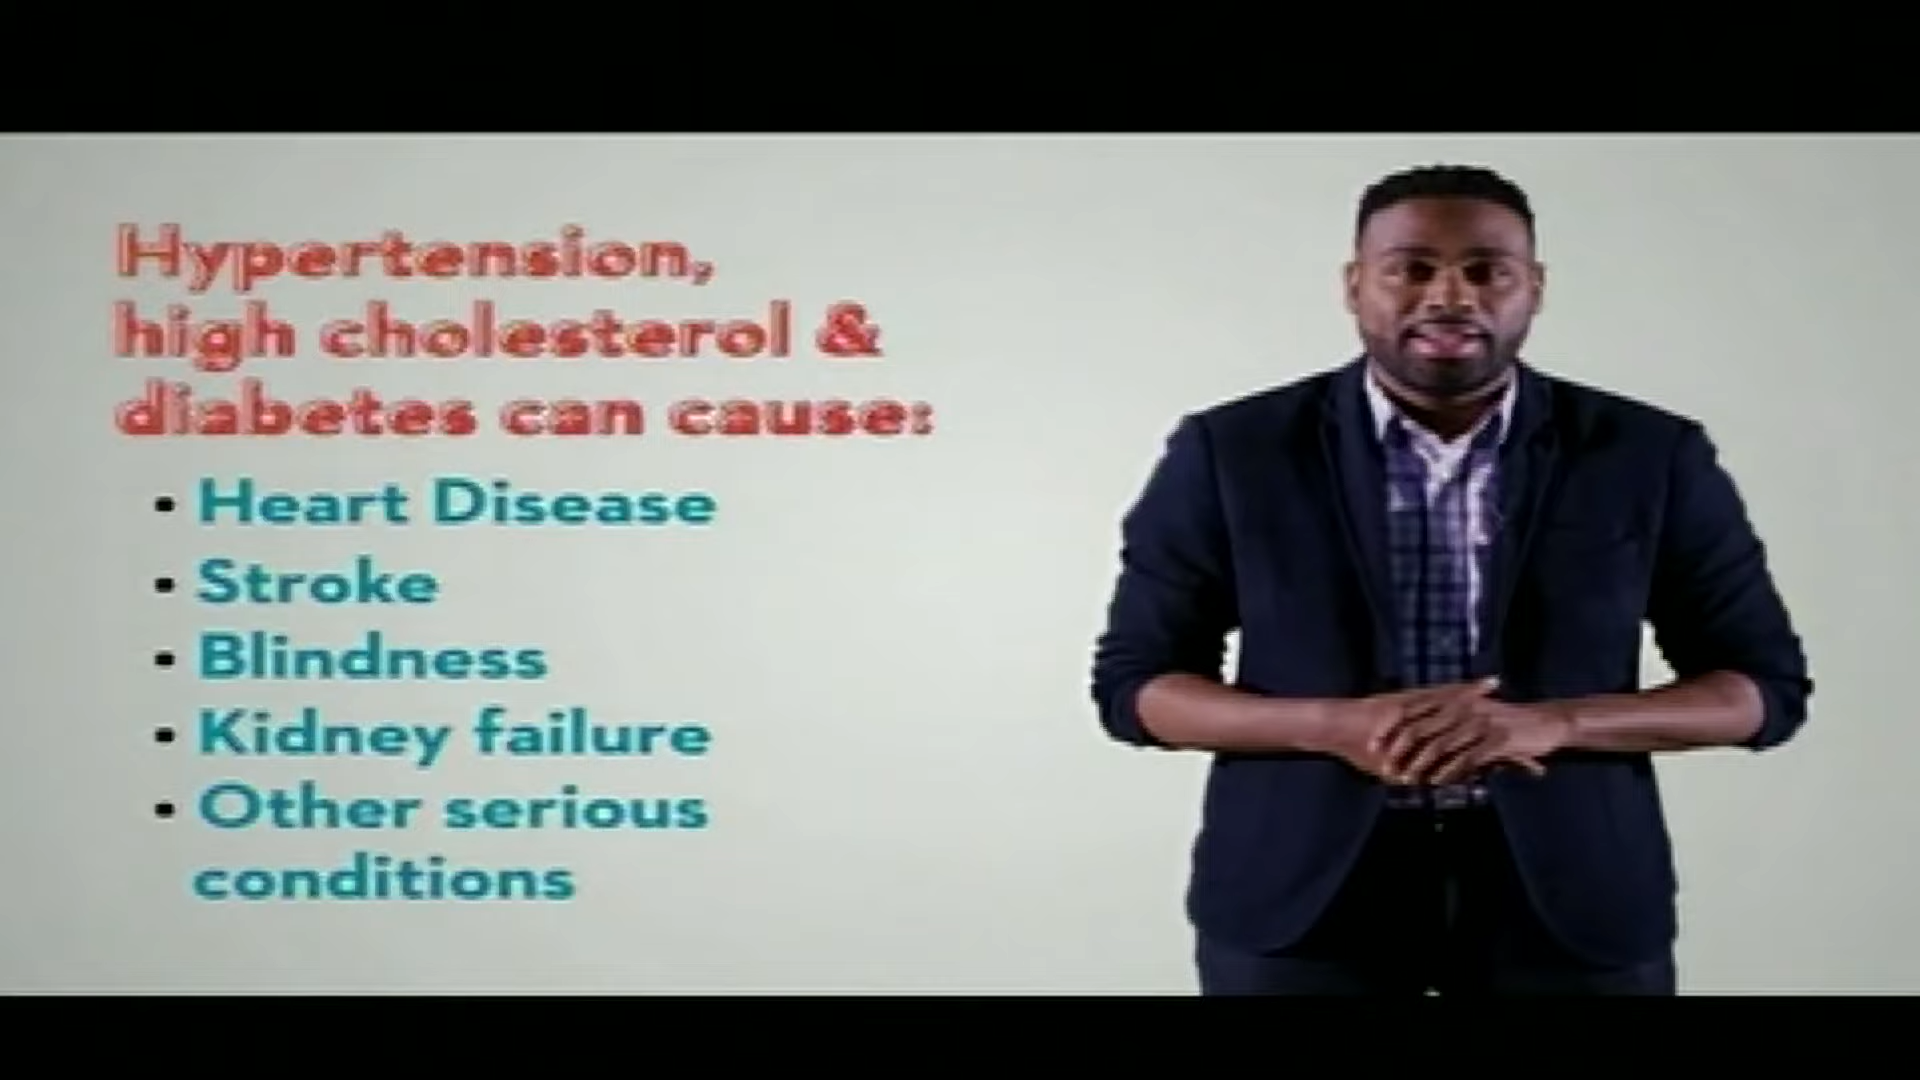 Hypertension,
high cholesterol &
diabetes can cause:
• Heart Disease
• Stroke
• Blindness
• Kidney failure
• Other serious
conditions